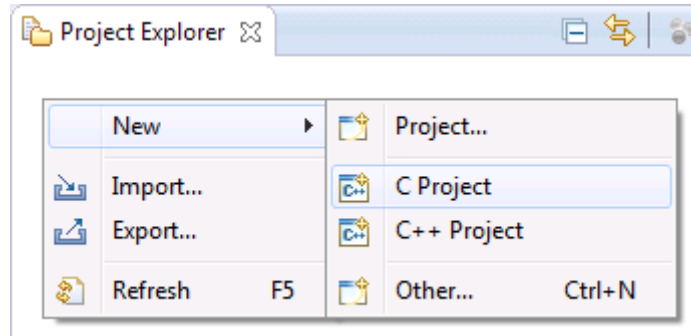 Project Explorer
New
Project...
Import...
C Project
Export...
C++ Project
Refresh F5
Other... Ctrl+N